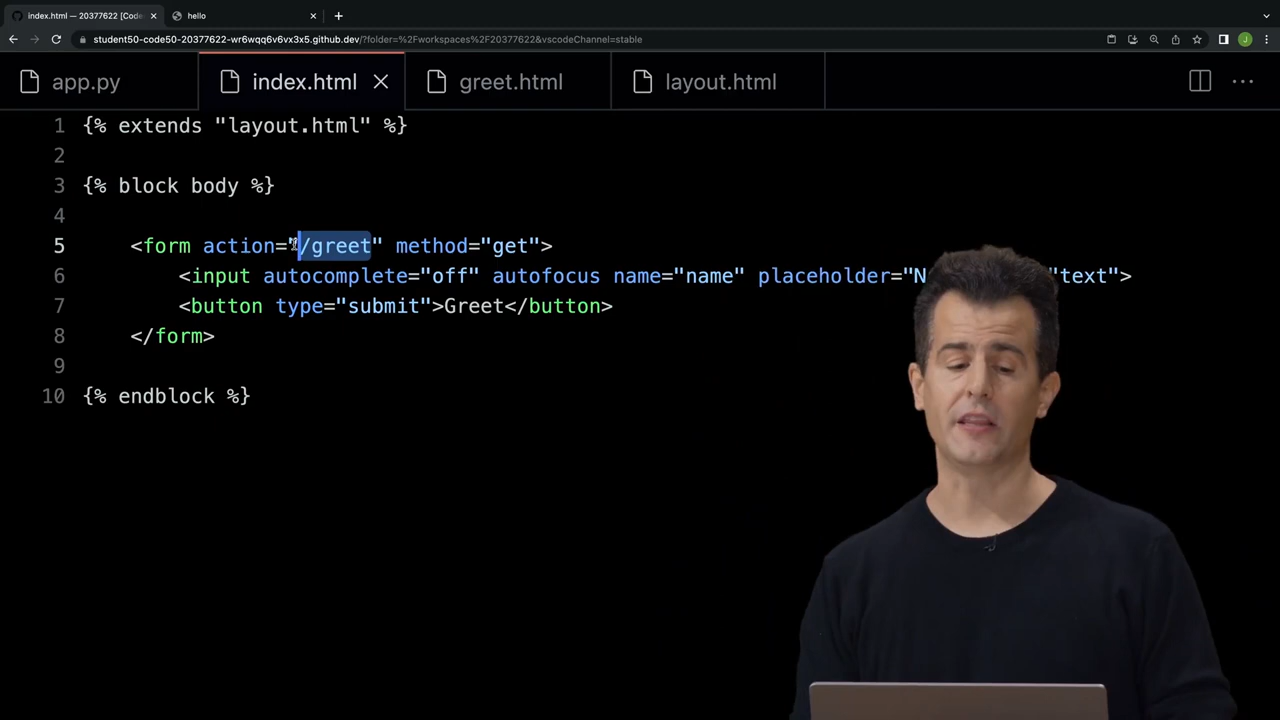 index.html — 20377622 [Code
hello
student50-code50-20377622-wr6wqq6v6vx3x5.github.dev/?folder=%2Fworkspaces%2F20377622&vscodeChannel=stable
J
app.py
index.html
greet.html
layout.html
1 {% extends "layout.html" %}
2
3 {% block body %}
4
5 <form action="/greet" method="get">
6 <input autocomplete="off" autofocus name="name" placeholder="N "text">
7 <button type="submit">Greet</button>
8 </form>
9
10 {% endblock %}